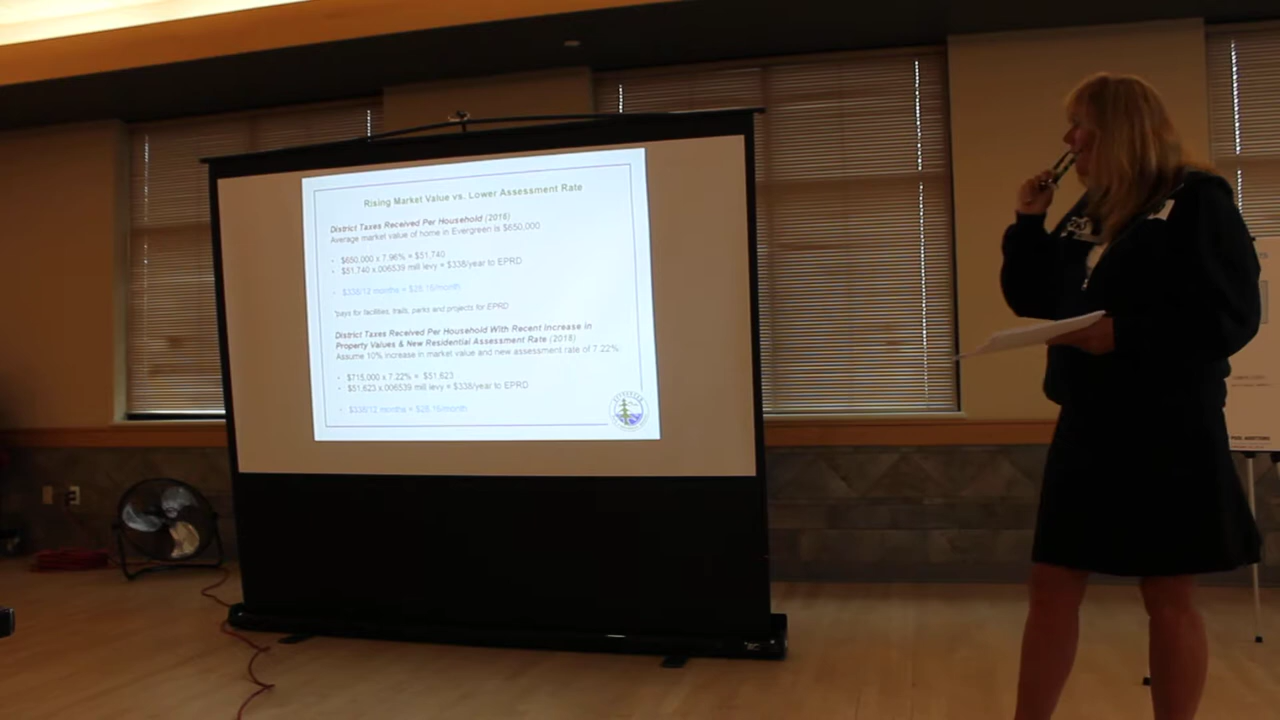 Rising Market Value vs. Lower Assessment Rate
District Taxes Received Per Household (2016)
Average market value of home in Evergreen is $650,000
• $650,000 x 7.96% = $51,740
• $51,740 x.006539 mill levy = $338/year to EPRD
• $338/12 months = $28.16/month
*pays for facilities, trails, parks and projects for EPRD
District Taxes Received Per Household With Recent Increase in
Property Values & New Residential Assessment Rate (2018)
Assume 10% increase in market value and new assessment rate of 7.22%:
• $715,000 x 7.22% = $51,623
• $51,623 x.006539 mill levy = $338/year to EPRD
• $338/12 months = $28.16/month
EVERGREEN
POOL ADDITIONS